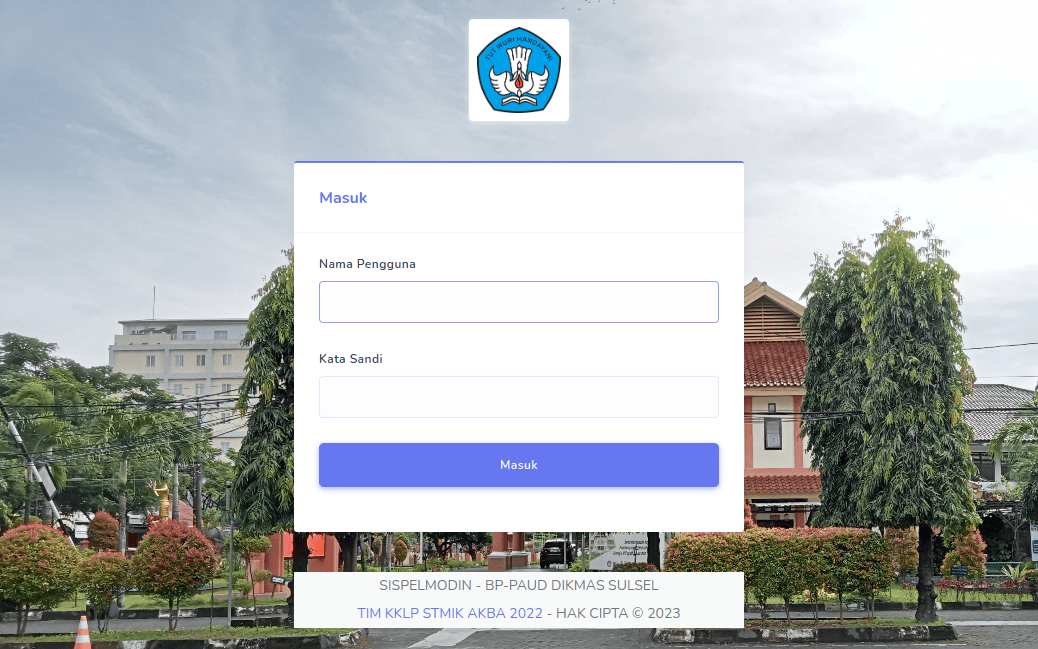 TUT WURI HANDAYANI
Masuk
Nama Pengguna
Kata Sandi
Masuk
SISPELMODIN - BP-PAUD DIKMAS SULSEL
TIM KKLP STMIK AKBA 2022 - HAK CIPTA © 2023